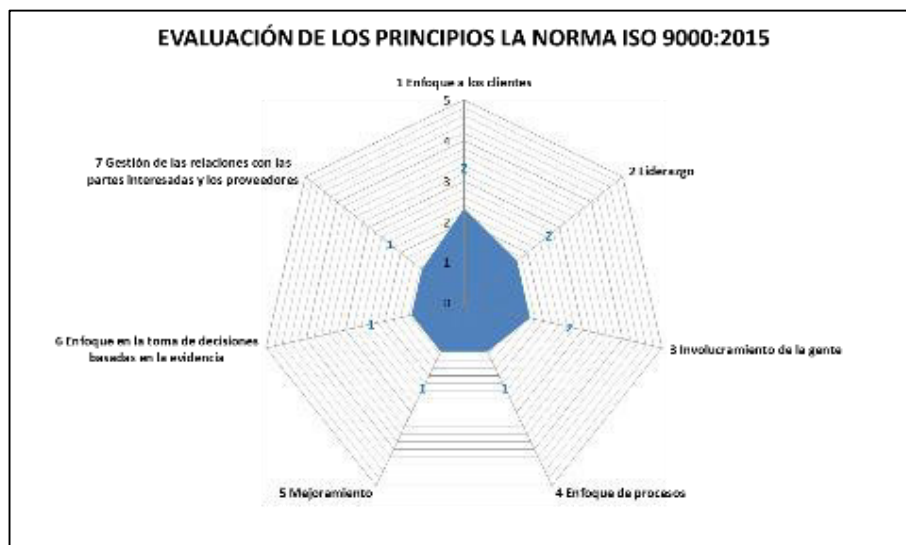 EVALUACIÓN DE LOS PRINCIPIOS LA NORMA ISO 9000:2015
1 Enfoque a los clientes
5
4
2
3
2
1
0
7 Gestión de las relaciones con las
partes interesadas y los proveedores
2 Liderazgo
1
2
6 Enfoque en la toma de decisiones
basadas en la evidencia
1
2
3 Involucramiento de la gente
1
1
5 Mejoramiento
4 Enfoque de procesos